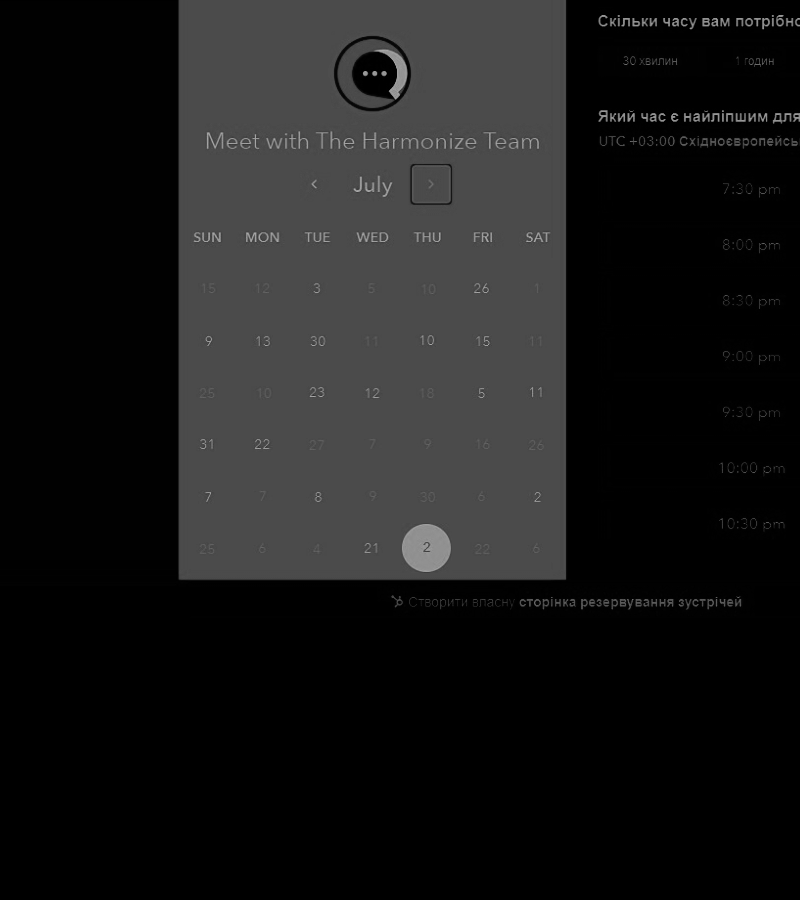 Meet with The Harmonize Team
July
SUN MON TUE WED THU FRI SAT
15 12 3 5 10 26 1
9 13 30 11 10 15 11
25 10 23 12 18 5 11
31 22 27 7 9 16 26
7 7 8 9 30 6 2
25 6 4 21 2 22 6
Скільки часу вам потрібно
30 хвилин 1 годин
Який час є найліпшим для
UTC +03:00 Східноєвропейсь
7:30 pm
8:00 pm
8:30 pm
9:00 pm
9:30 pm
10:00 pm
10:30 pm
Створити власну сторінка резервування зустрічей